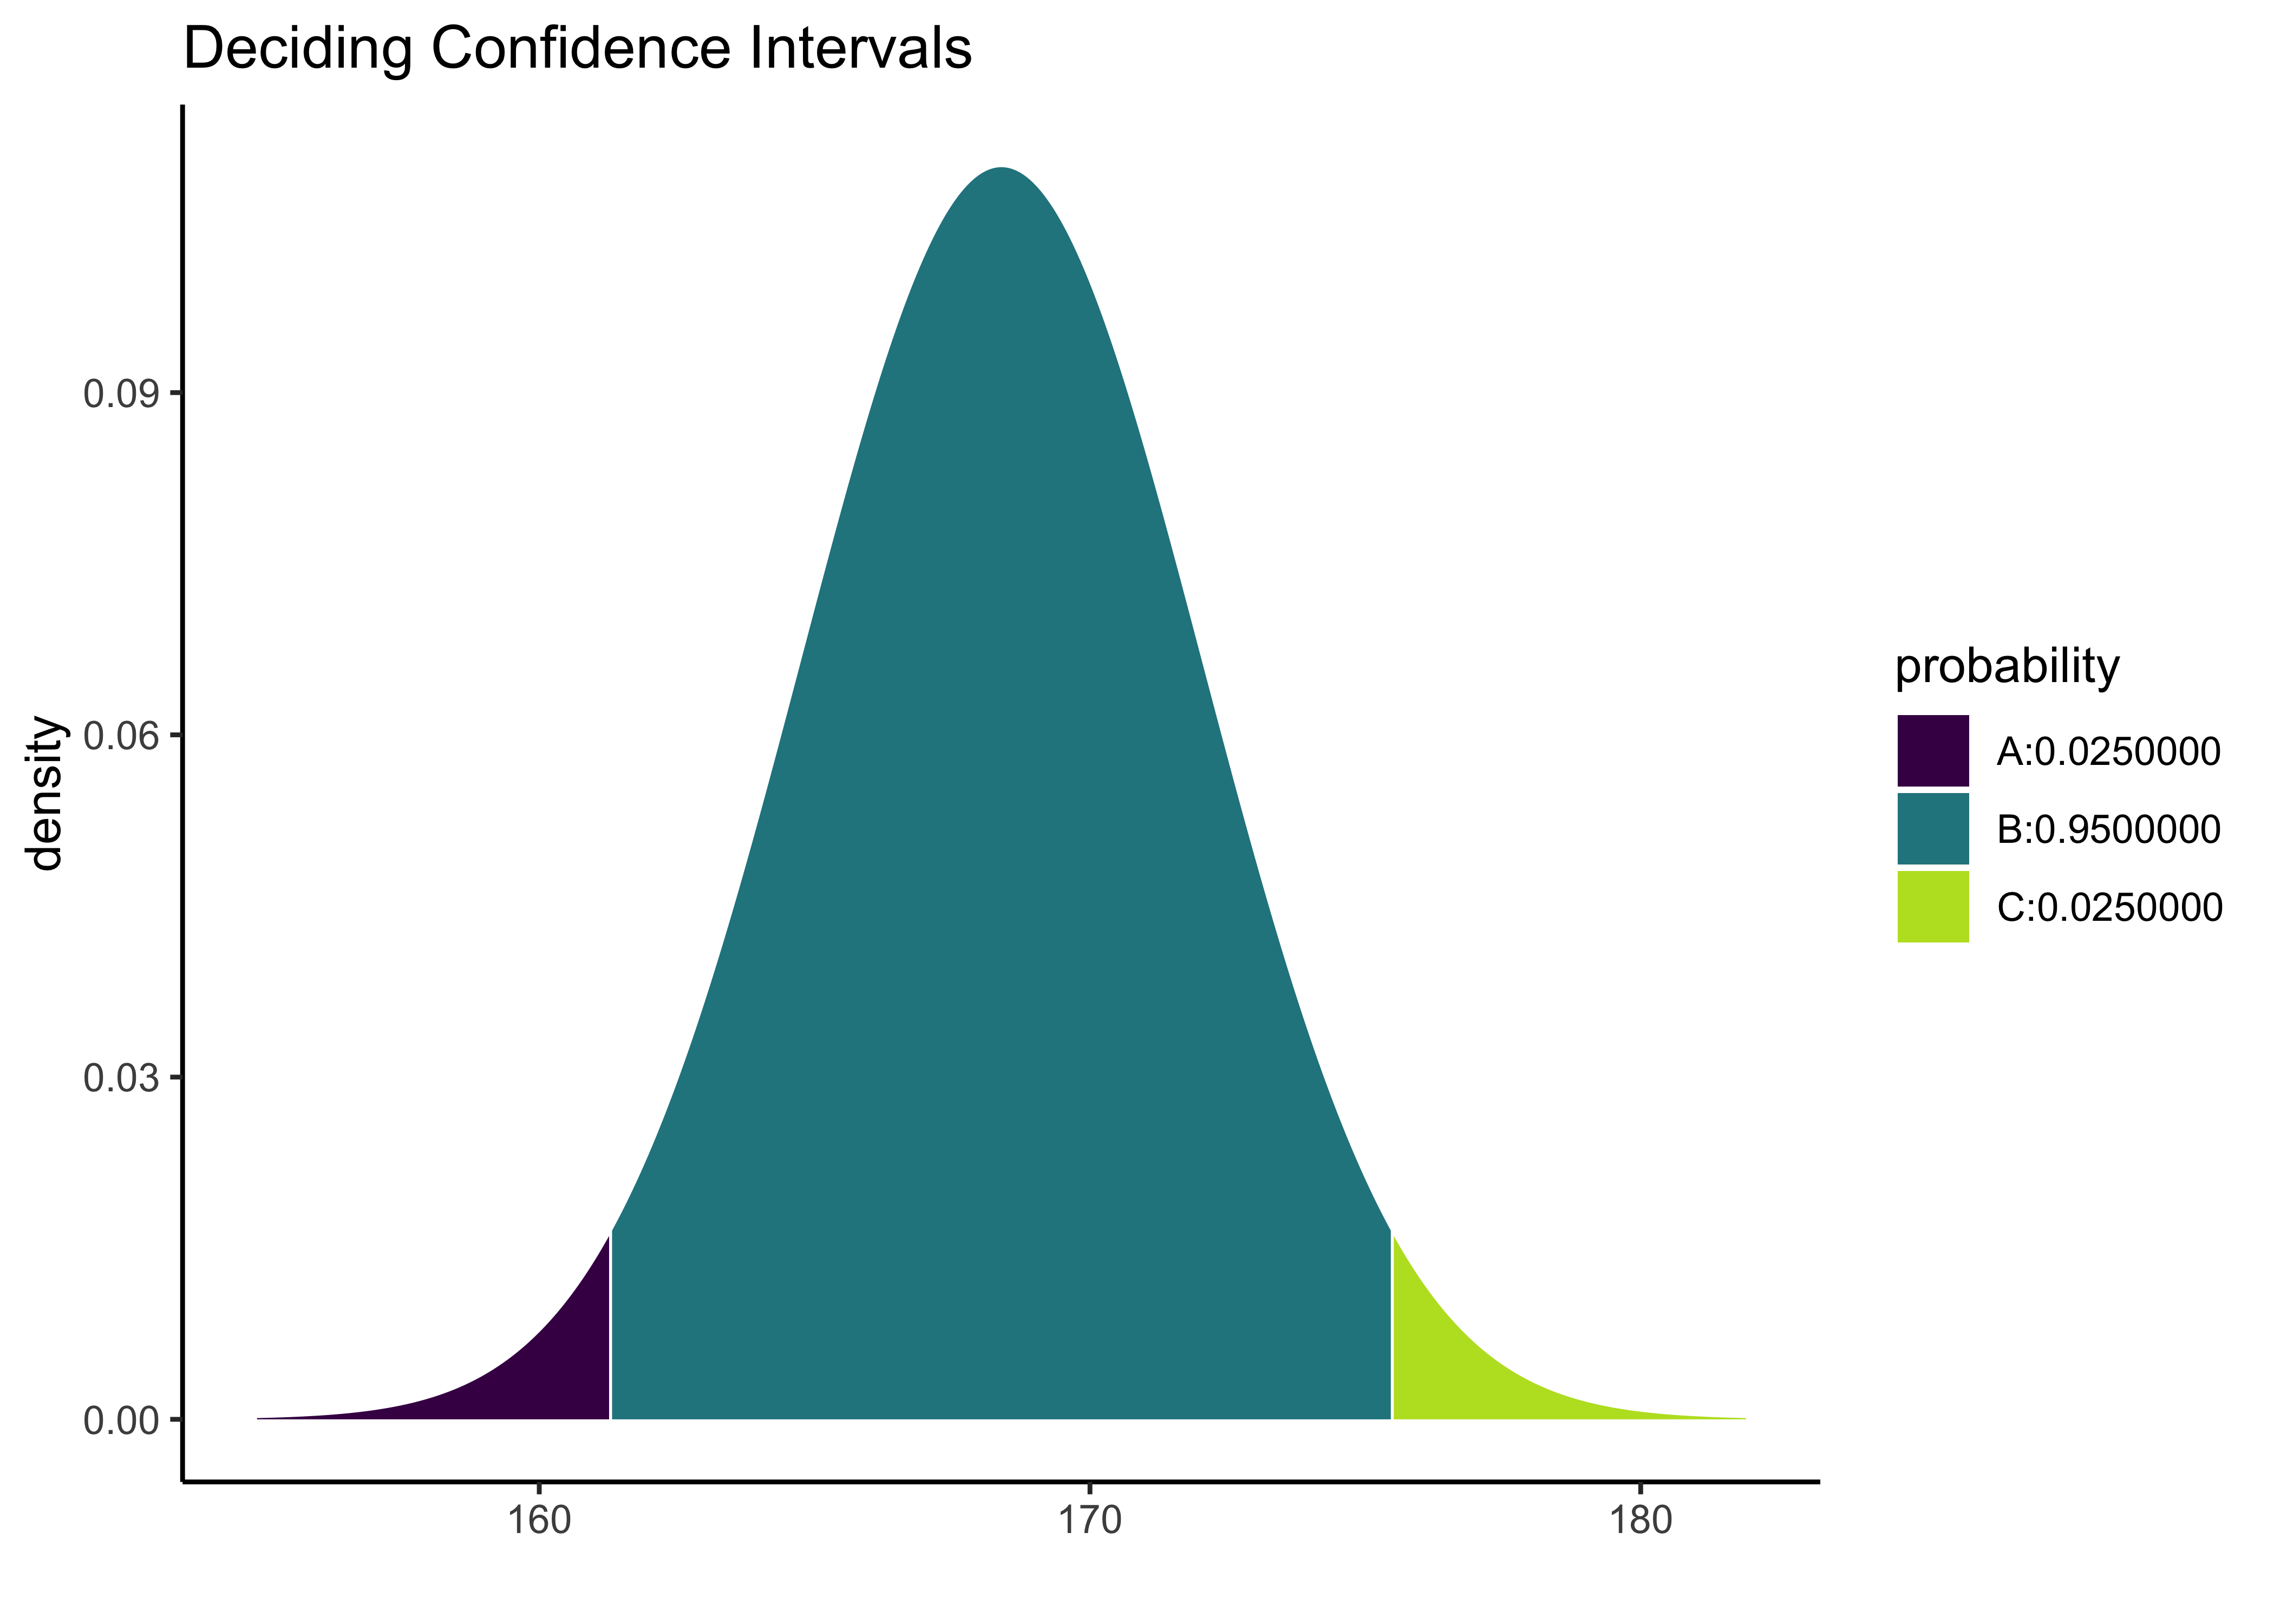 Deciding Confidence Intervals
density
0.09
0.06
0.03
0.00
160 170 180
probability
A:0.0250000
B:0.9500000
C:0.0250000